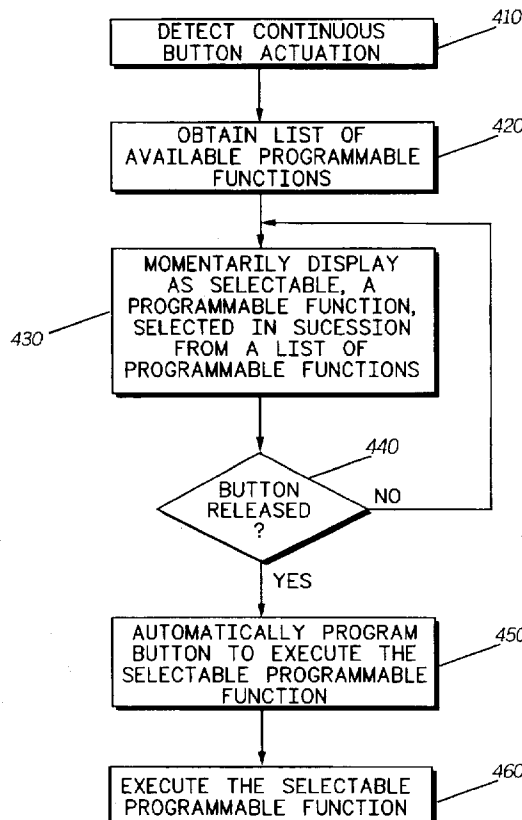 410
DETECT CONTINUOUS
BUTTON ACTUATION
420
OBTAIN LIST OF
AVAILABLE PROGRAMMABLE
FUNCTIONS
430
MOMENTARILY DISPLAY
AS SELECTABLE, A
PROGRAMMABLE FUNCTION,
SELECTED IN SUCESSION
FROM A LIST OF
PROGRAMMABLE FUNCTIONS
440
BUTTON
RELEASED
?
NO
YES
450
AUTOMATICALLY PROGRAM
BUTTON TO EXECUTE THE
SELECTABLE PROGRAMMABLE
FUNCTION
460
EXECUTE THE SELECTABLE
PROGRAMMABLE FUNCTION